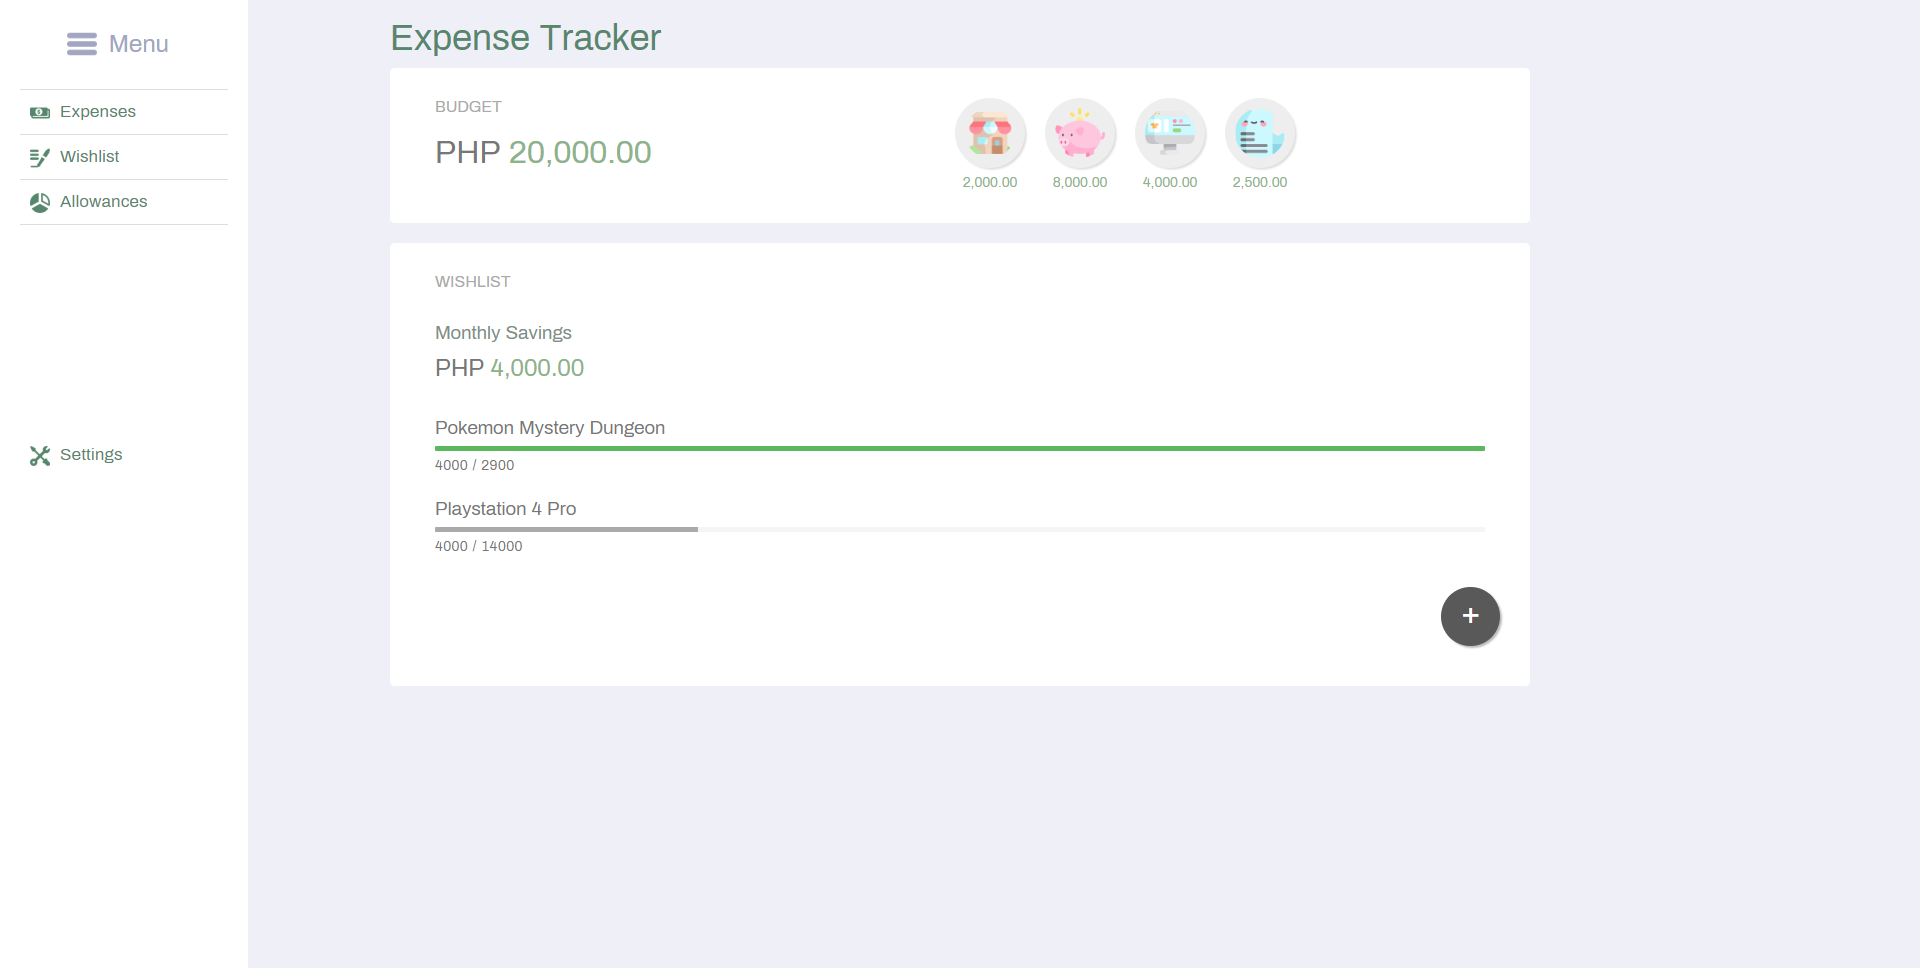 Menu
Expenses
Wishlist
Allowances
Settings
Expense Tracker
BUDGET
PHP 20,000.00
2,000.00 8,000.00 4,000.00 2,500.00
WISHLIST
Monthly Savings
PHP 4,000.00
Pokemon Mystery Dungeon
4000 / 2900
Playstation 4 Pro
4000 / 14000
+